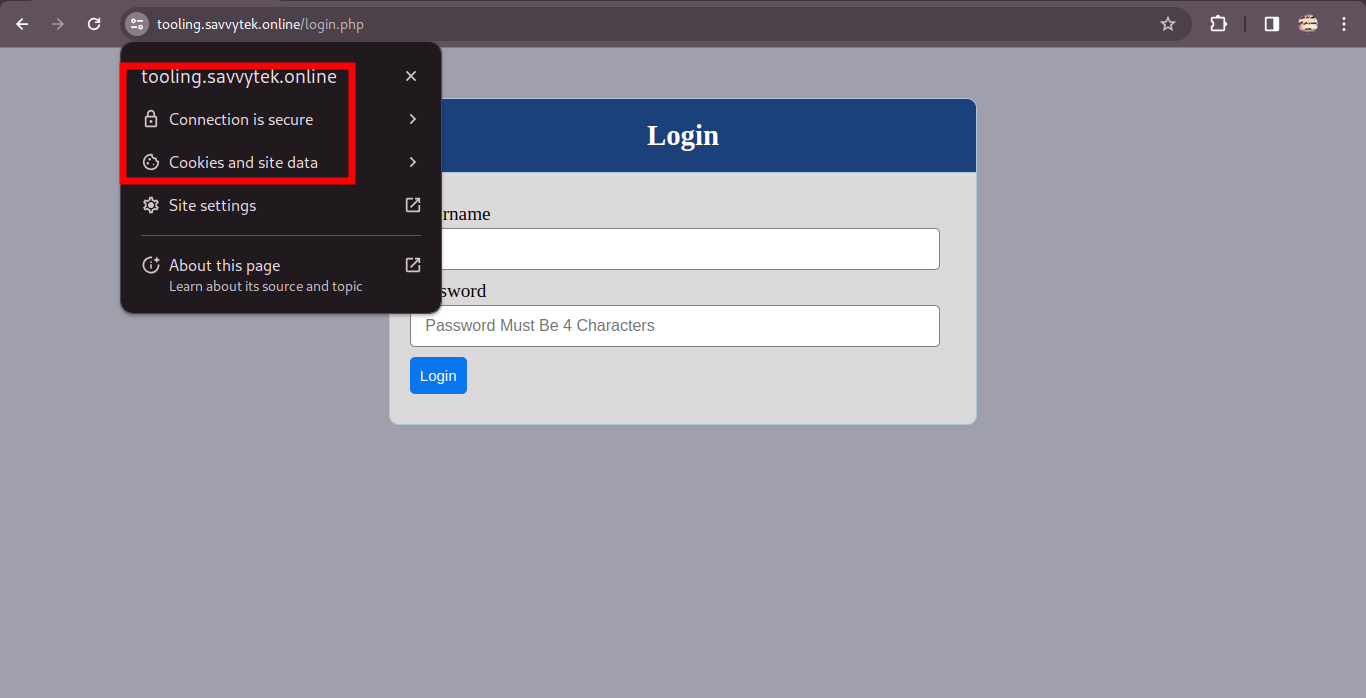 tooling.savvytek.online/login.php
tooling.savvytek.online
Connection is secure
Cookies and site data
Site settings
About this page
Learn about its source and topic
Login
rname
sword
Password Must Be 4 Characters
Login